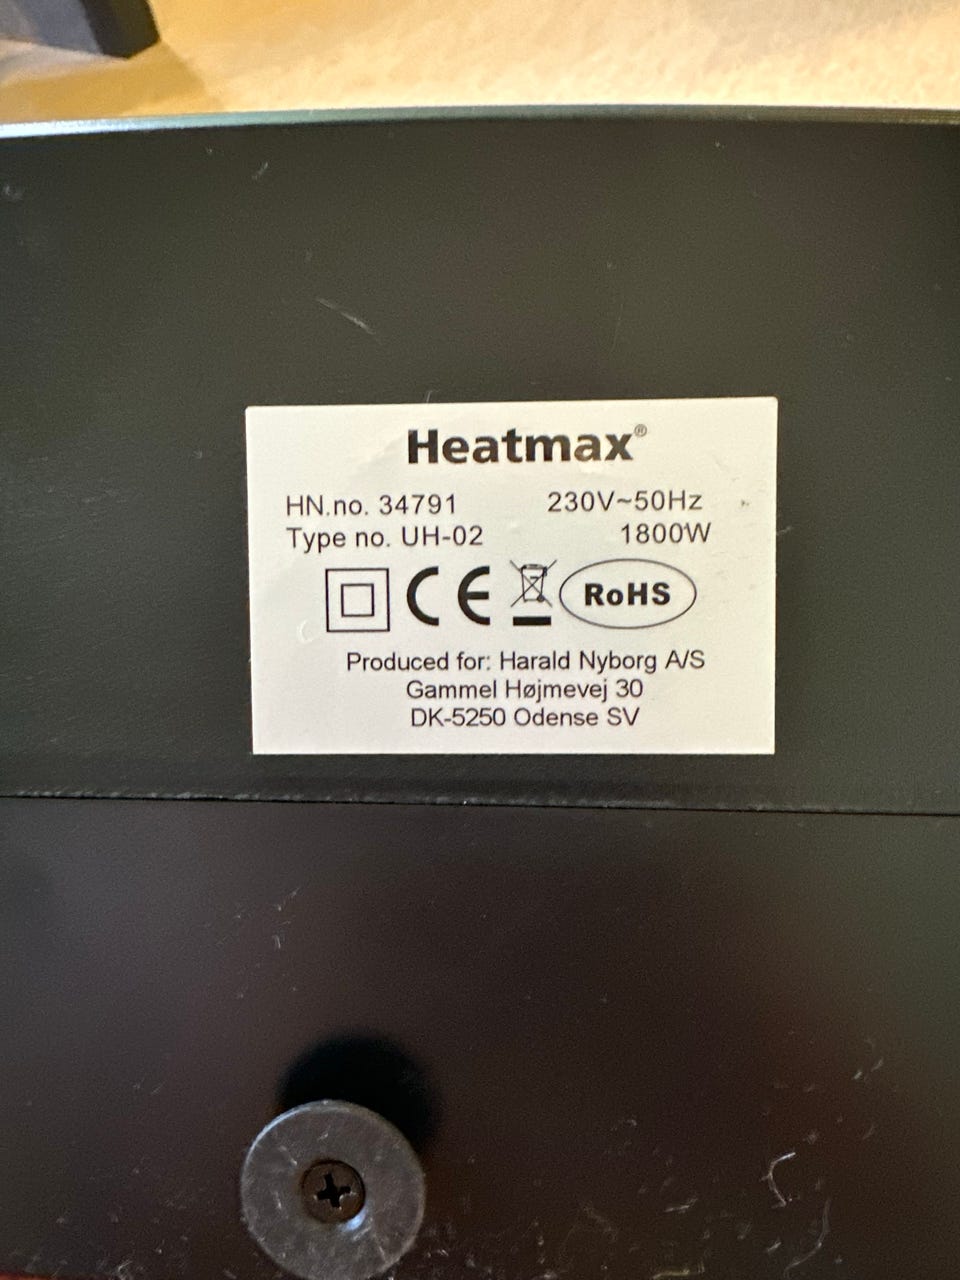 Heatmax®
HN.no. 34791 230V~50Hz
Type no. UH-02 1800W
CE RoHS
Produced for: Harald Nyborg A/S
Gammel Højmevej 30
DK-5250 Odense SV